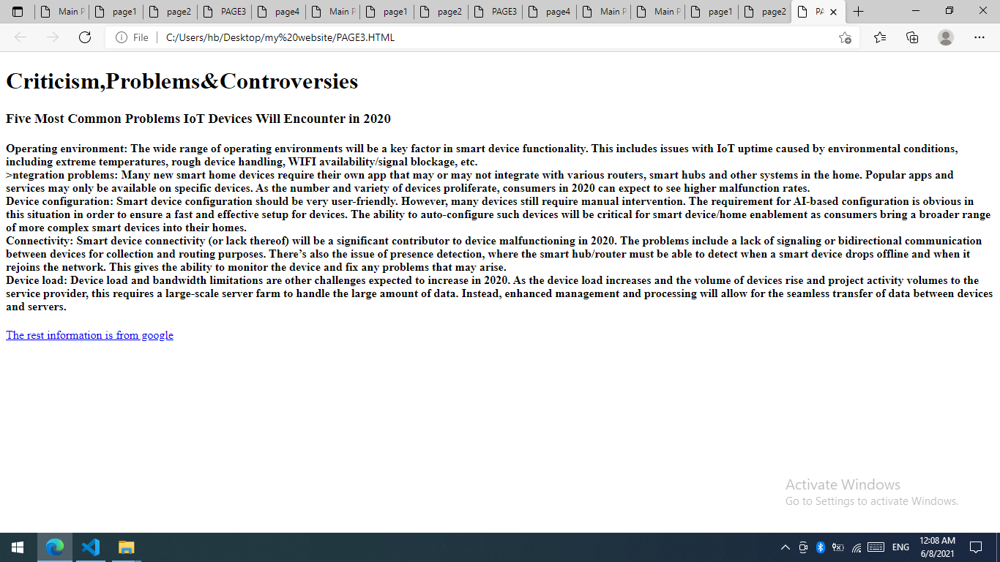 Main P page1 page2 PAGE3 page4 Main P page1 page2 PAGE3 page4 Main P Main P page1 page2 PA
File C:/Users/hb/Desktop/my%20website/PAGE3.HTML
Criticism,Problems&Controversies
Five Most Common Problems IoT Devices Will Encounter in 2020
Operating environment: The wide range of operating environments will be a key factor in smart device functionality. This includes issues with IoT uptime caused by environmental conditions,
including extreme temperatures, rough device handling, WIFI availability/signal blockage, etc.
>ntegration problems: Many new smart home devices require their own app that may or may not integrate with various routers, smart hubs and other systems in the home. Popular apps and
services may only be available on specific devices. As the number and variety of devices proliferate, consumers in 2020 can expect to see higher malfunction rates.
Device configuration: Smart device configuration should be very user-friendly. However, many devices still require manual intervention. The requirement for AI-based configuration is obvious in
this situation in order to ensure a fast and effective setup for devices. The ability to auto-configure such devices will be critical for smart device/home enablement as consumers bring a broader range
of more complex smart devices into their homes.
Connectivity: Smart device connectivity (or lack thereof) will be a significant contributor to device malfunctioning in 2020. The problems include a lack of signaling or bidirectional communication
between devices for collection and routing purposes. There’s also the issue of presence detection, where the smart hub/router must be able to detect when a smart device drops offline and when it
rejoins the network. This gives the ability to monitor the device and fix any problems that may arise.
Device load: Device load and bandwidth limitations are other challenges expected to increase in 2020. As the device load increases and the volume of devices rise and project activity volumes to the
service provider, this requires a large-scale server farm to handle the large amount of data. Instead, enhanced management and processing will allow for the seamless transfer of data between devices
and servers.
The rest information is from google
Activate Windows
Go to Settings to activate Windows.
ENG
12:08 AM
6/8/2021